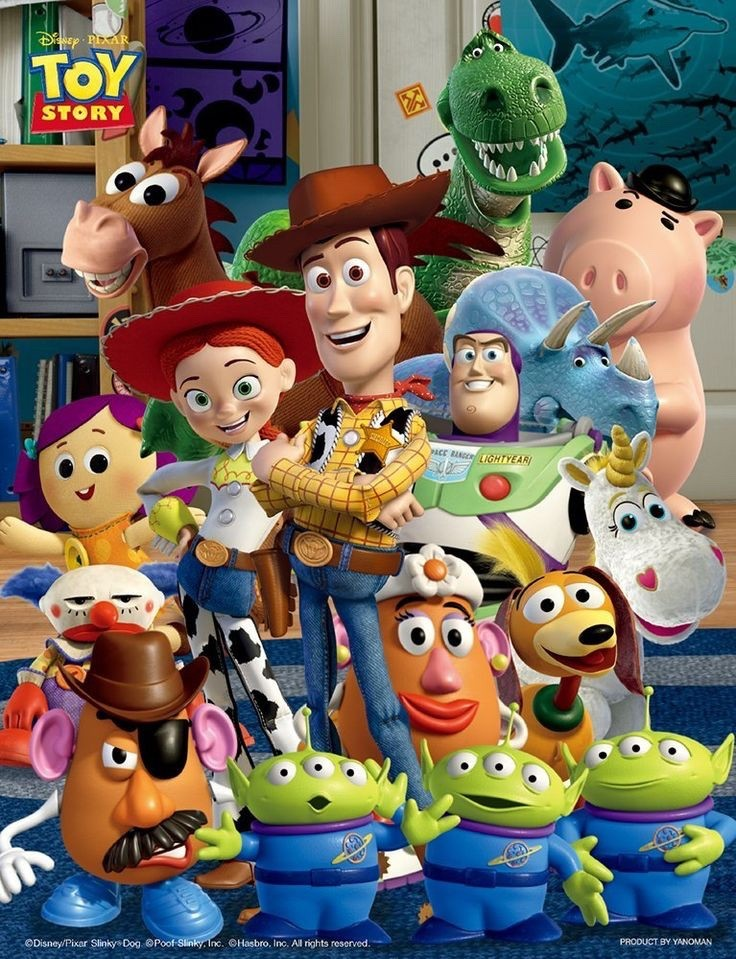 Disney · PIXAR
TOY
STORY
SPACE RANGER
LIGHTYEAR
©Disney/Pixar Slinky® Dog. ©Poof Slinky, Inc. ©Hasbro, Inc. All rights reserved.
PRODUCT BY YANOMAN